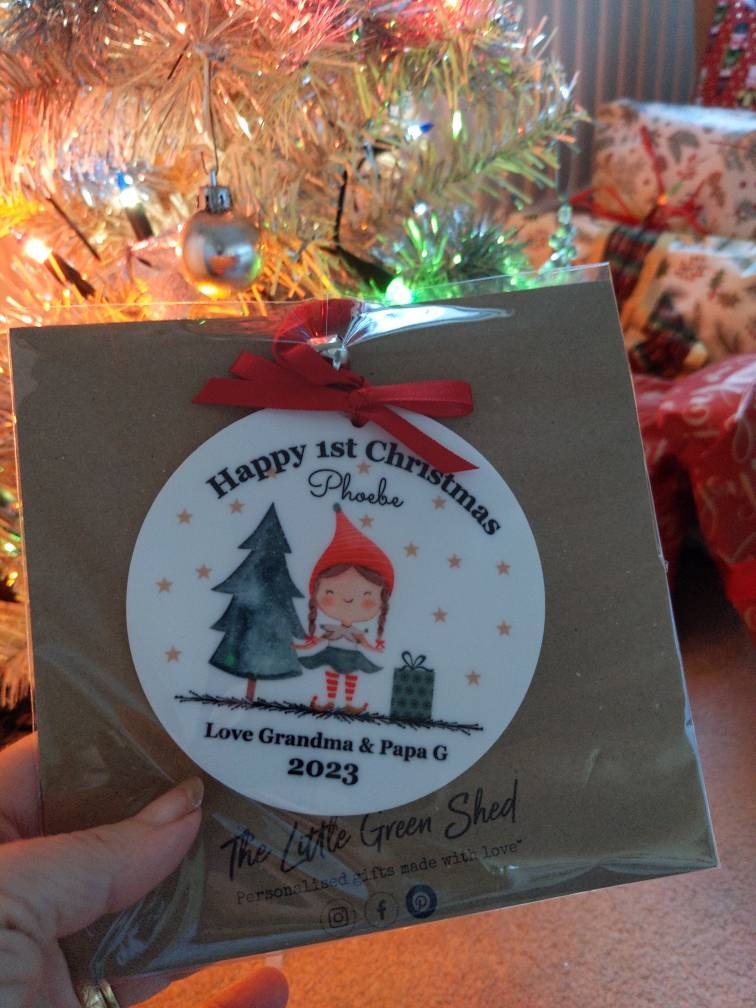 Happy 1st Christmas
Phoebe
Love Grandma & Papa G
2023
The Little Green Shed
Personalised gifts made with love"